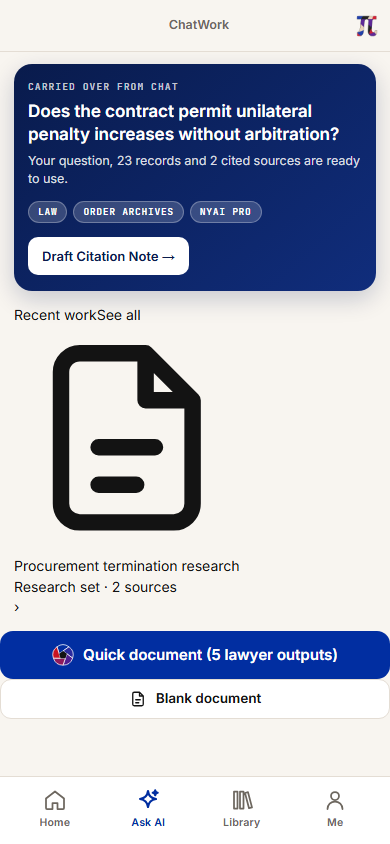 ChatWork
CARRIED OVER FROM CHAT
Does the contract permit unilateral
penalty increases without arbitration?
Your question, 23 records and 2 cited sources are ready
to use.
LAW
ORDER ARCHIVES
NYAI PRO
Draft Citation Note →
Recent workSee all
Procurement termination research
Research set · 2 sources
›
Quick document (5 lawyer outputs)
Blank document
Home
Ask AI
Library
Me